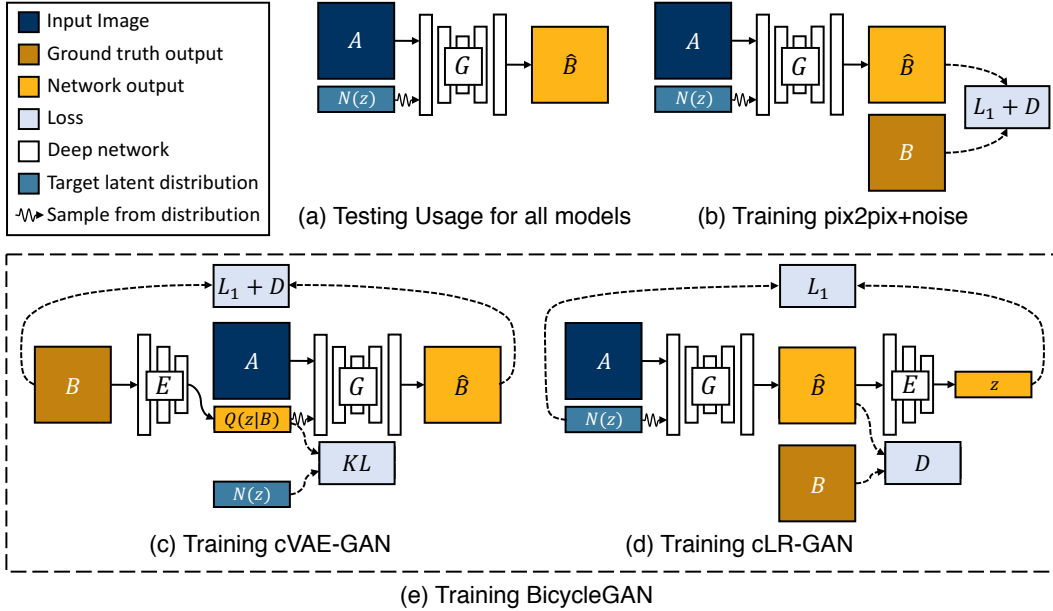 Input Image
Ground truth output
Network output
Loss
Deep network
Target latent distribution
Sample from distribution
A
N(z)
G
B̂
(a) Testing Usage for all models
A
N(z)
G
B̂
B
L₁ + D
(b) Training pix2pix+noise
L₁ + D
B
E
A
Q(z|B)
G
B̂
KL
N(z)
(c) Training cVAE-GAN
L₁
A
N(z)
G
B̂
E
z
B
D
(d) Training cLR-GAN
(e) Training BicycleGAN